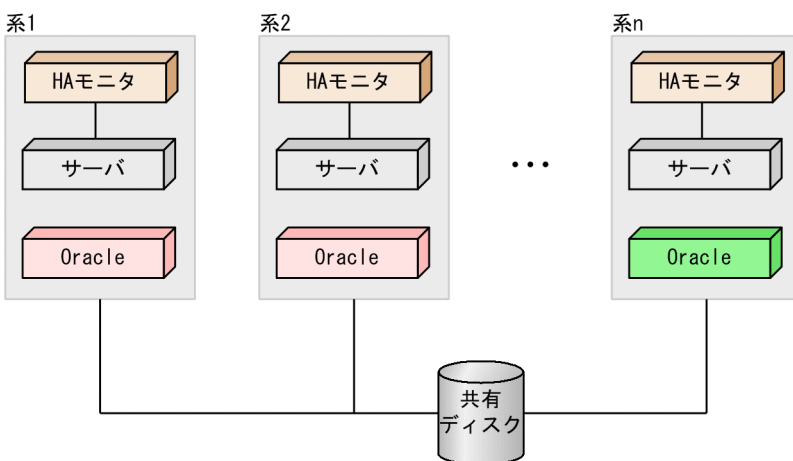 系1
系2
系n
HAモニタ
HAモニタ
HAモニタ
サーバ
サーバ
...
サーバ
Oracle
Oracle
Oracle
共有
ディスク